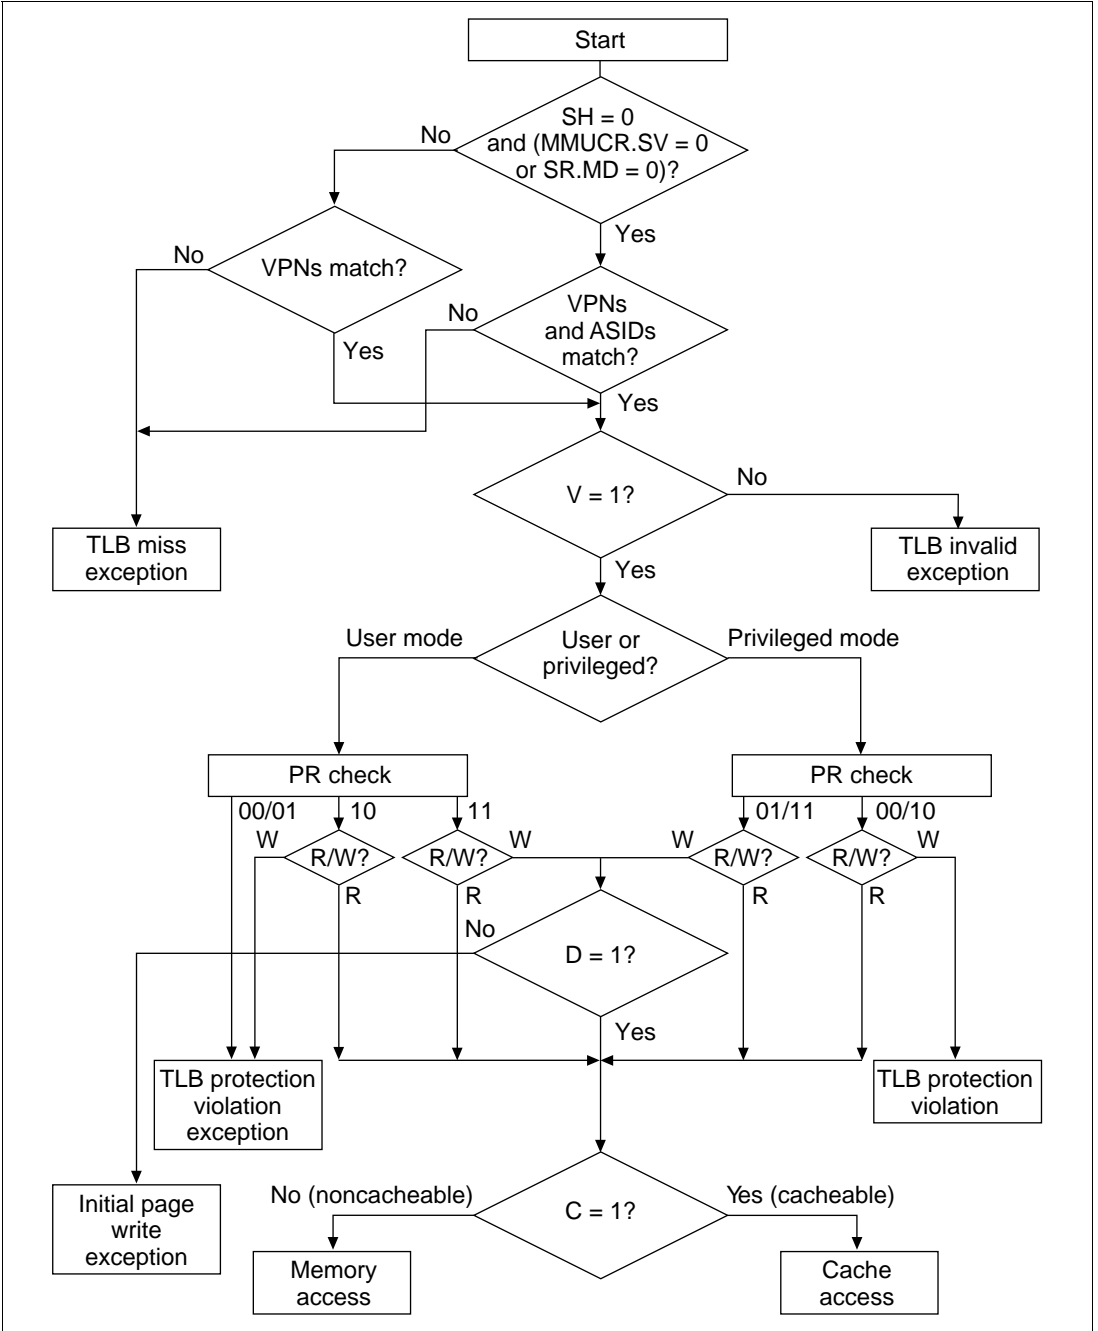 Start
SH = 0
and (MMUCR.SV = 0
or SR.MD = 0)?
No
Yes
VPNs match?
No
Yes
VPNs
and ASIDs
match?
No
Yes
V = 1?
No
Yes
TLB miss
exception
TLB invalid
exception
User or
privileged?
User mode
Privileged mode
PR check
PR check
00/01
10
11
01/11
00/10
W
R/W?
R/W?
W
W
R/W?
R/W?
W
R
R
R
R
No
D = 1?
Yes
TLB protection
violation
exception
TLB protection
violation
Initial page
write
exception
No (noncacheable)
C = 1?
Yes (cacheable)
Memory
access
Cache
access